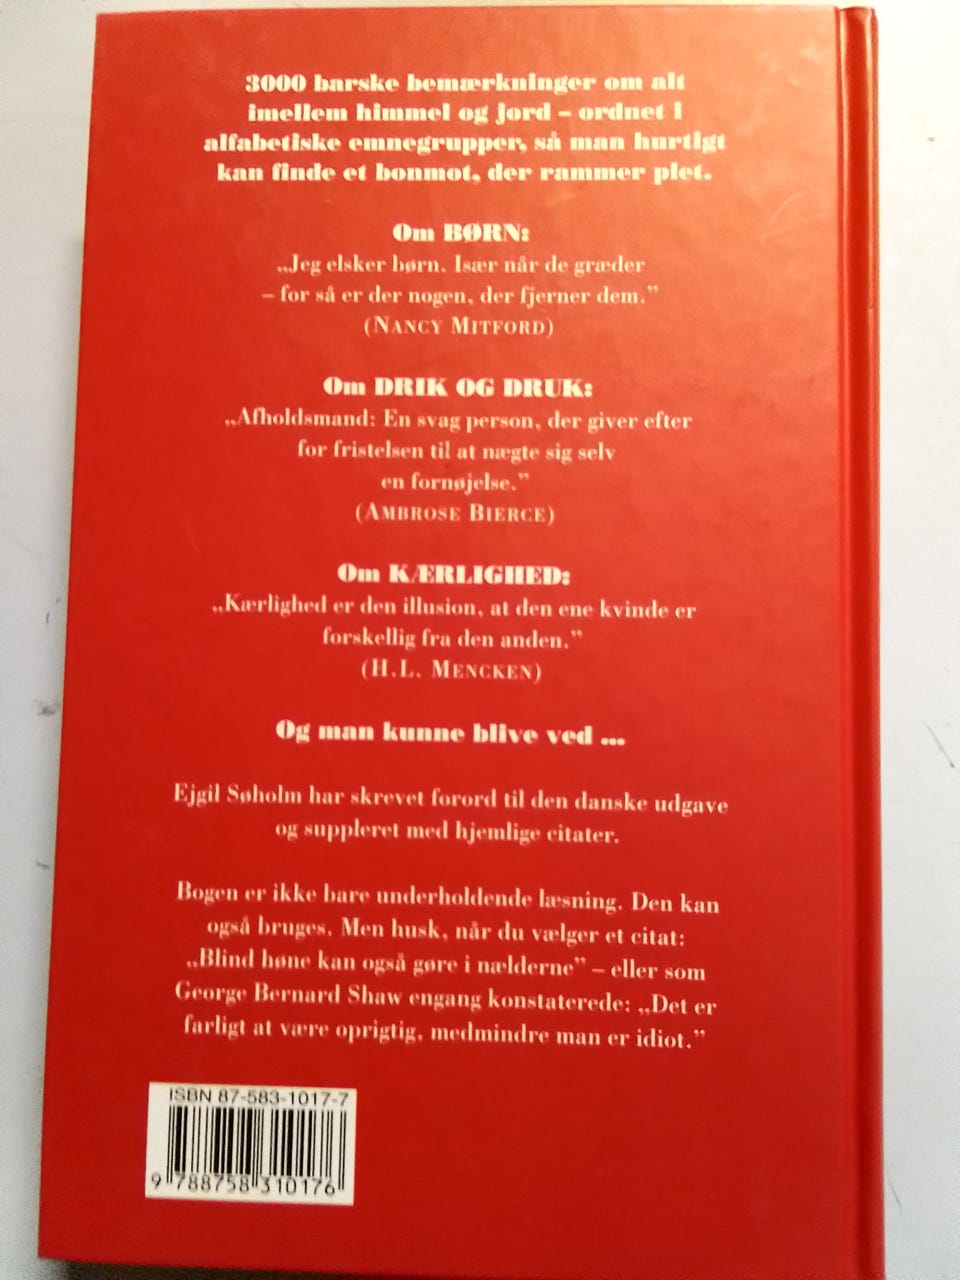 3000 barske bemærkninger om alt
imellem himmel og jord – ordnet i
alfabetiske emnegrupper, så man hurtigt
kan finde et bonmot, der rammer plet.
Om BØRN:
„Jeg elsker børn. Især når de græder
– for så er der nogen, der fjerner dem.”
(NANCY MITFORD)
Om DRIK OG DRUK:
„Afholdsmand: En svag person, der giver efter
for fristelsen til at nægte sig selv
en fornøjelse.”
(AMBROSE BIERCE)
Om KÆRLIGHED:
„Kærlighed er den illusion, at den ene kvinde er
forskellig fra den anden.”
(H.L. MENCKEN)
Og man kunne blive ved ...
Ejgil Søholm har skrevet forord til den danske udgave
og suppleret med hjemlige citater.
Bogen er ikke bare underholdende læsning. Den kan
også bruges. Men husk, når du vælger et citat:
„Blind høne kan også gøre i nælderne” – eller som
George Bernard Shaw engang konstaterede: „Det er
farligt at være oprigtig, medmindre man er idiot.”
ISBN 87-583-1017-7
9 788758 310176